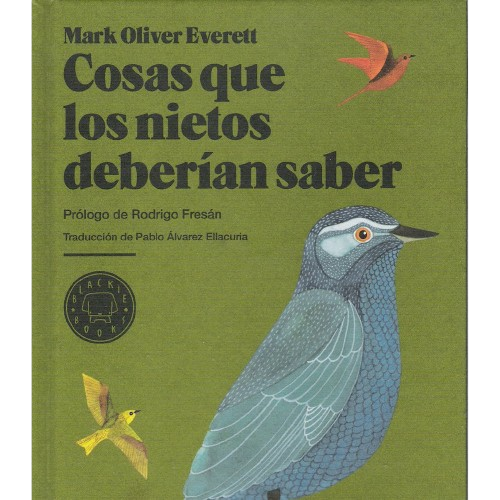 Mark Oliver Everett
Cosas que
los nietos
deberían saber
Prólogo de Rodrigo Fresán
Traducción de Pablo Álvarez Ellacuria
BLACKIE
BOOKS